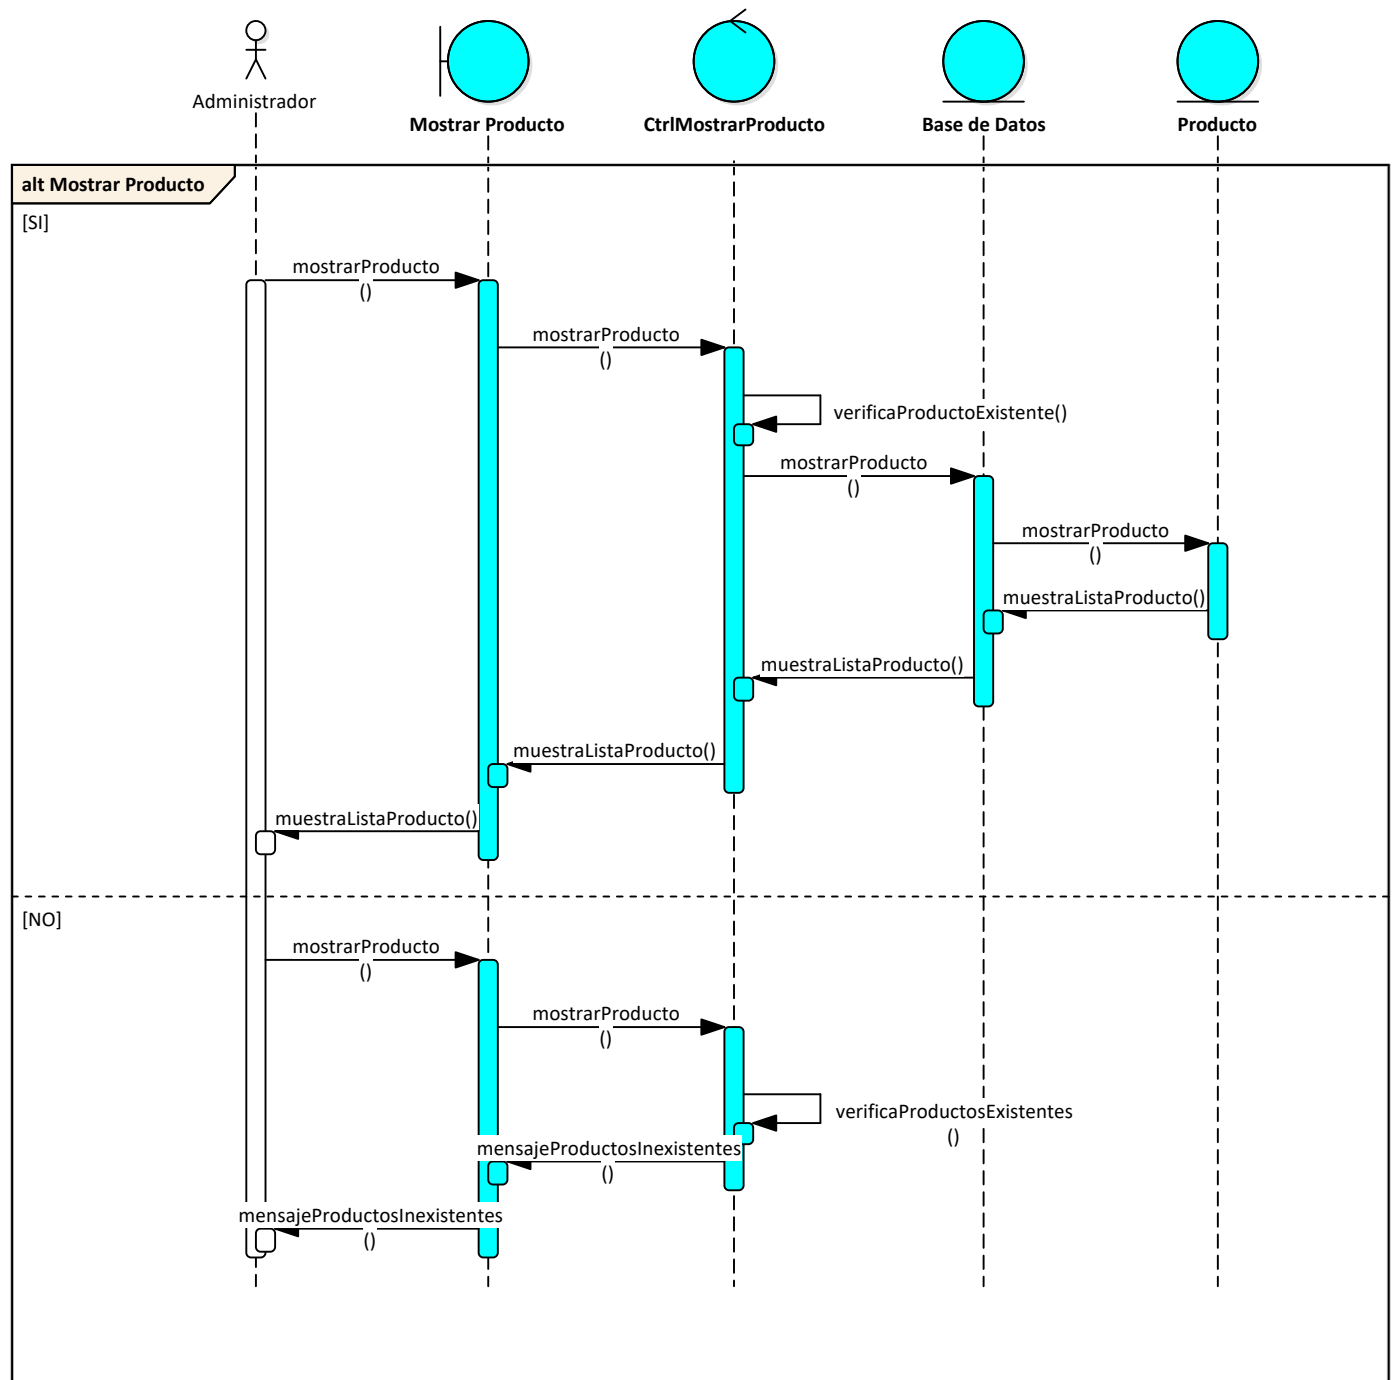 Administrador
Mostrar Producto
CtrlMostrarProducto
Base de Datos
Producto
alt Mostrar Producto
[SI]
mostrarProducto
()
mostrarProducto
()
verificaProductoExistente()
mostrarProducto
()
mostrarProducto
()
muestraListaProducto()
muestraListaProducto()
muestraListaProducto()
muestraListaProducto()
[NO]
mostrarProducto
()
mostrarProducto
()
verificaProductosExistentes
()
mensajeProductosInexistentes
()
mensajeProductosInexistentes
()